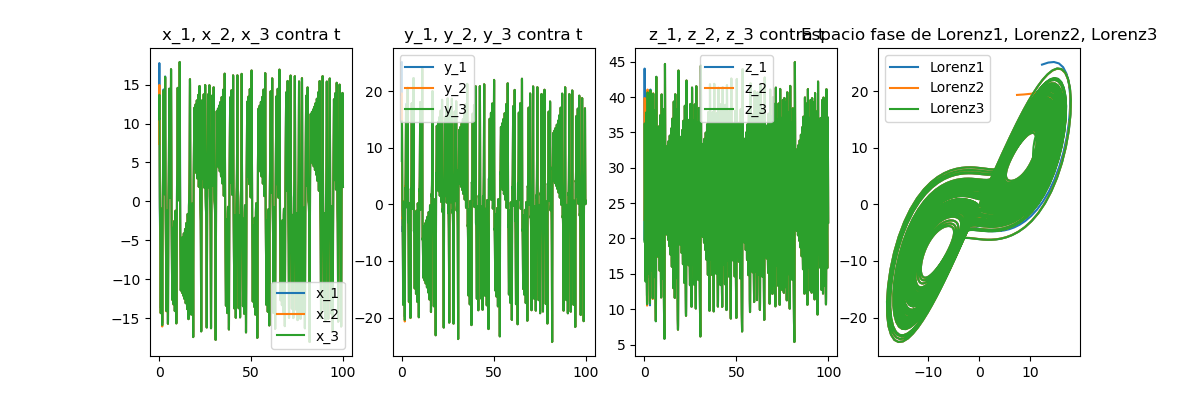 x_1, x_2, x_3 contra t
y_1, y_2, y_3 contra t
z_1, z_2, z_3 contra t
Espacio fase de Lorenz1, Lorenz2, Lorenz3
15
10
5
0
−5
−10
−15
0
50
100
x_1
x_2
x_3
20
10
0
−10
−20
0
50
100
y_1
y_2
y_3
45
40
35
30
25
20
15
10
5
0
50
100
z_1
z_2
z_3
20
10
0
−10
−20
−10
0
10
Lorenz1
Lorenz2
Lorenz3